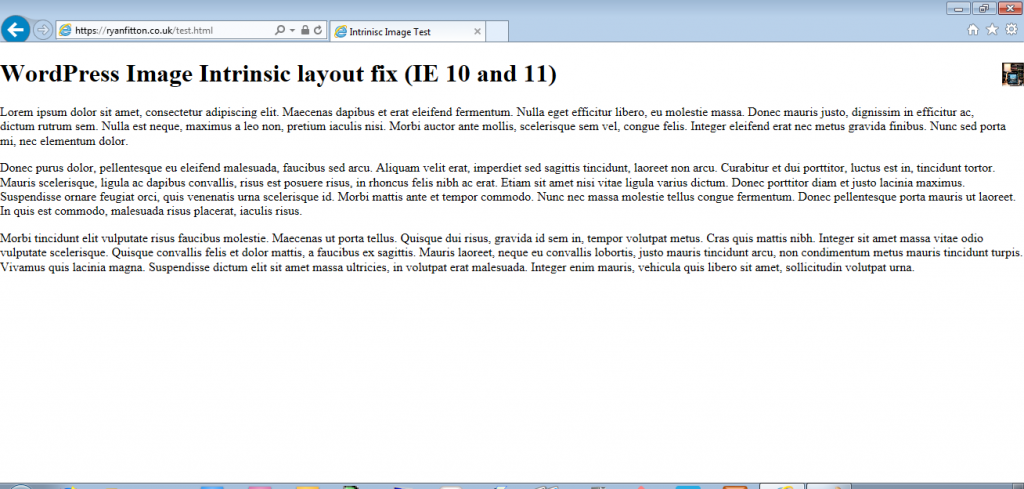 https://ryanfitton.co.uk/test.html
Intrinisc Image Test
WordPress Image Intrinsic layout fix (IE 10 and 11)
Lorem ipsum dolor sit amet, consectetur adipiscing elit. Maecenas dapibus et erat eleifend fermentum. Nulla eget efficitur libero, eu molestie massa. Donec mauris justo, dignissim in efficitur ac,
dictum rutrum sem. Nulla est neque, maximus a leo non, pretium iaculis nisi. Morbi auctor ante mollis, scelerisque sem vel, congue felis. Integer eleifend erat nec metus gravida finibus. Nunc sed porta
mi, nec elementum dolor.
Donec purus dolor, pellentesque eu eleifend malesuada, faucibus sed arcu. Aliquam velit erat, imperdiet sed sagittis tincidunt, laoreet non arcu. Curabitur et dui porttitor, luctus est in, tincidunt tortor.
Mauris scelerisque, ligula ac dapibus convallis, risus est posuere risus, in rhoncus felis nibh ac erat. Etiam sit amet nisi vitae ligula varius dictum. Donec porttitor diam et justo lacinia maximus.
Suspendisse ornare feugiat orci, quis venenatis urna scelerisque id. Morbi mattis ante et tempor commodo. Nunc nec massa molestie tellus congue fermentum. Donec pellentesque porta mauris ut laoreet.
In quis est commodo, malesuada risus placerat, iaculis risus.
Morbi tincidunt elit vulputate risus faucibus molestie. Maecenas ut porta tellus. Quisque dui risus, gravida id sem in, tempor volutpat metus. Cras quis mattis nibh. Integer sit amet massa vitae odio
vulputate scelerisque. Quisque convallis felis et dolor mattis, a faucibus ex sagittis. Mauris laoreet, neque eu convallis lobortis, justo mauris tincidunt arcu, non condimentum metus mauris tincidunt turpis.
Vivamus quis lacinia magna. Suspendisse dictum elit sit amet massa ultricies, in volutpat erat malesuada. Integer enim mauris, vehicula quis libero sit amet, sollicitudin volutpat urna.